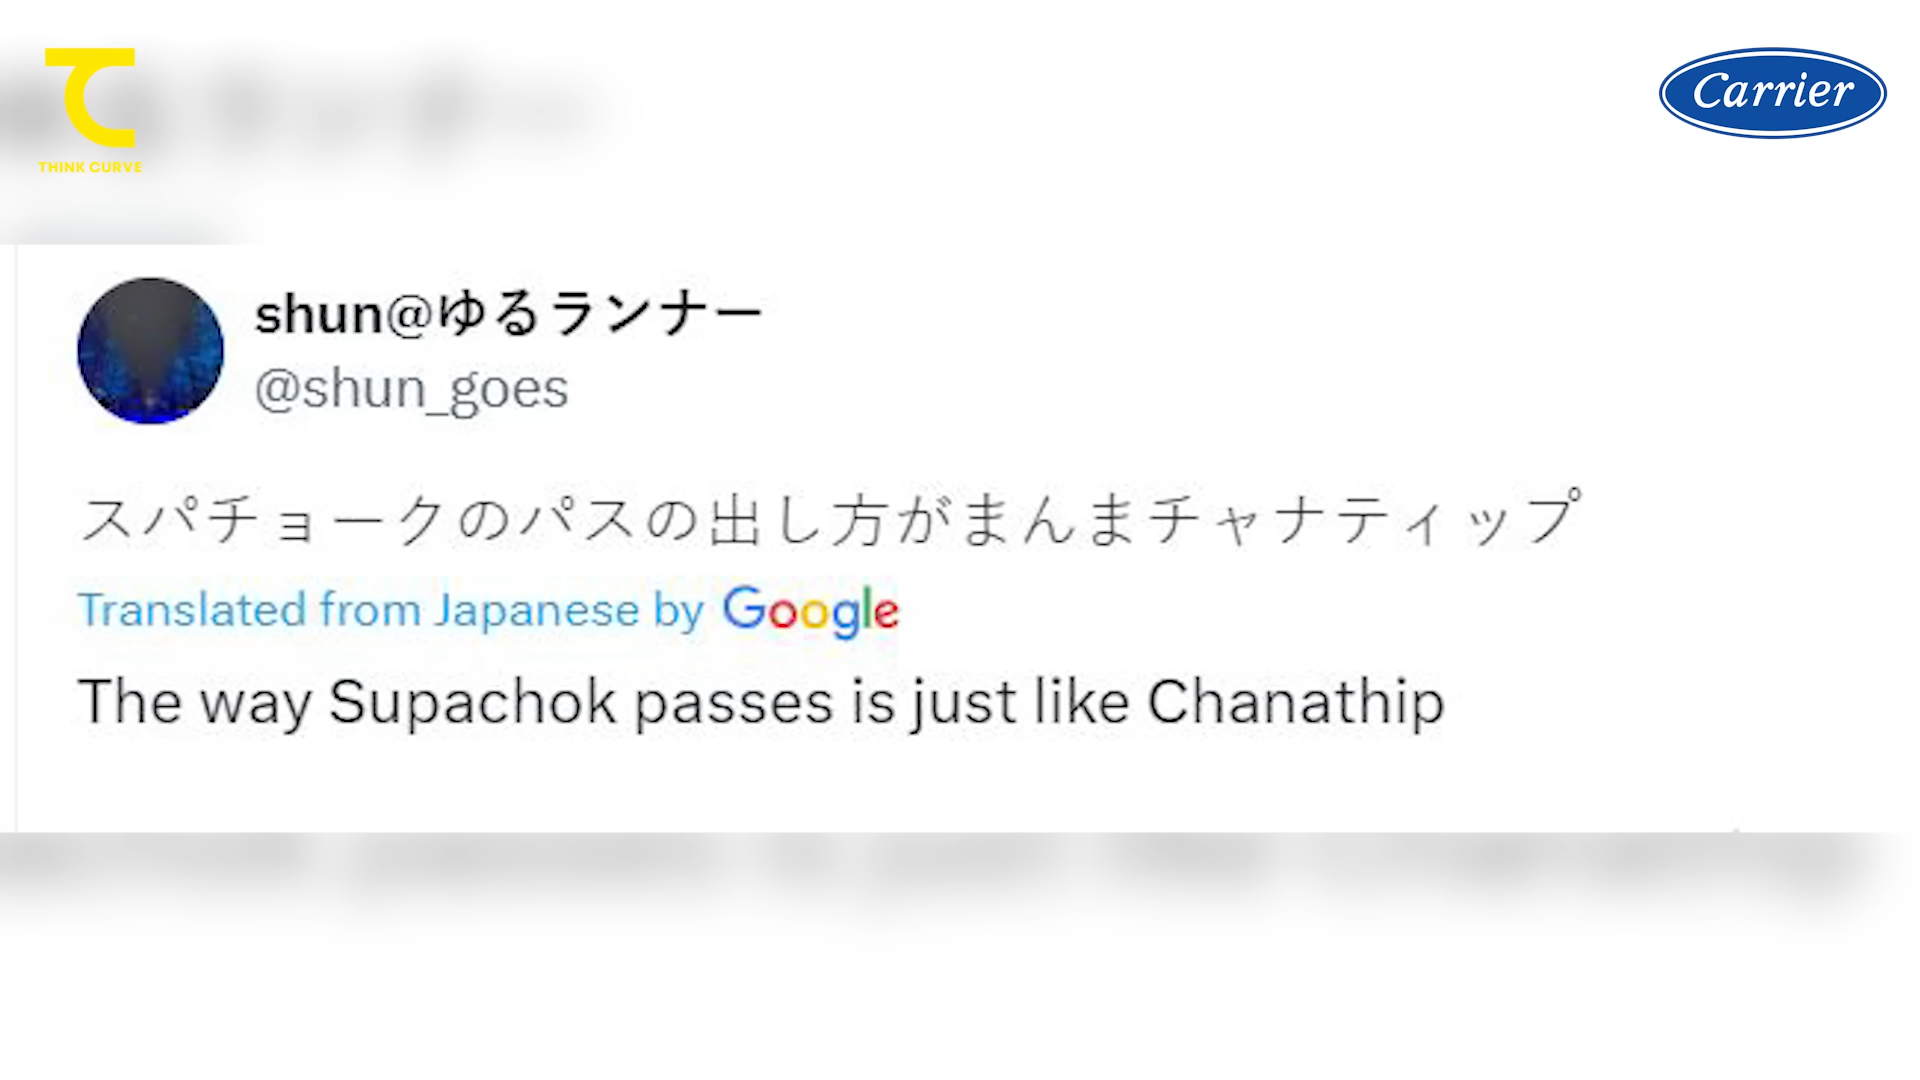 THINK CURVE
Carrier
shun@ゆるランナー
@shun_goes
スパチョークのパスの出し方がまんまチャナティップ
Translated from Japanese by Google
The way Supachok passes is just like Chanathip